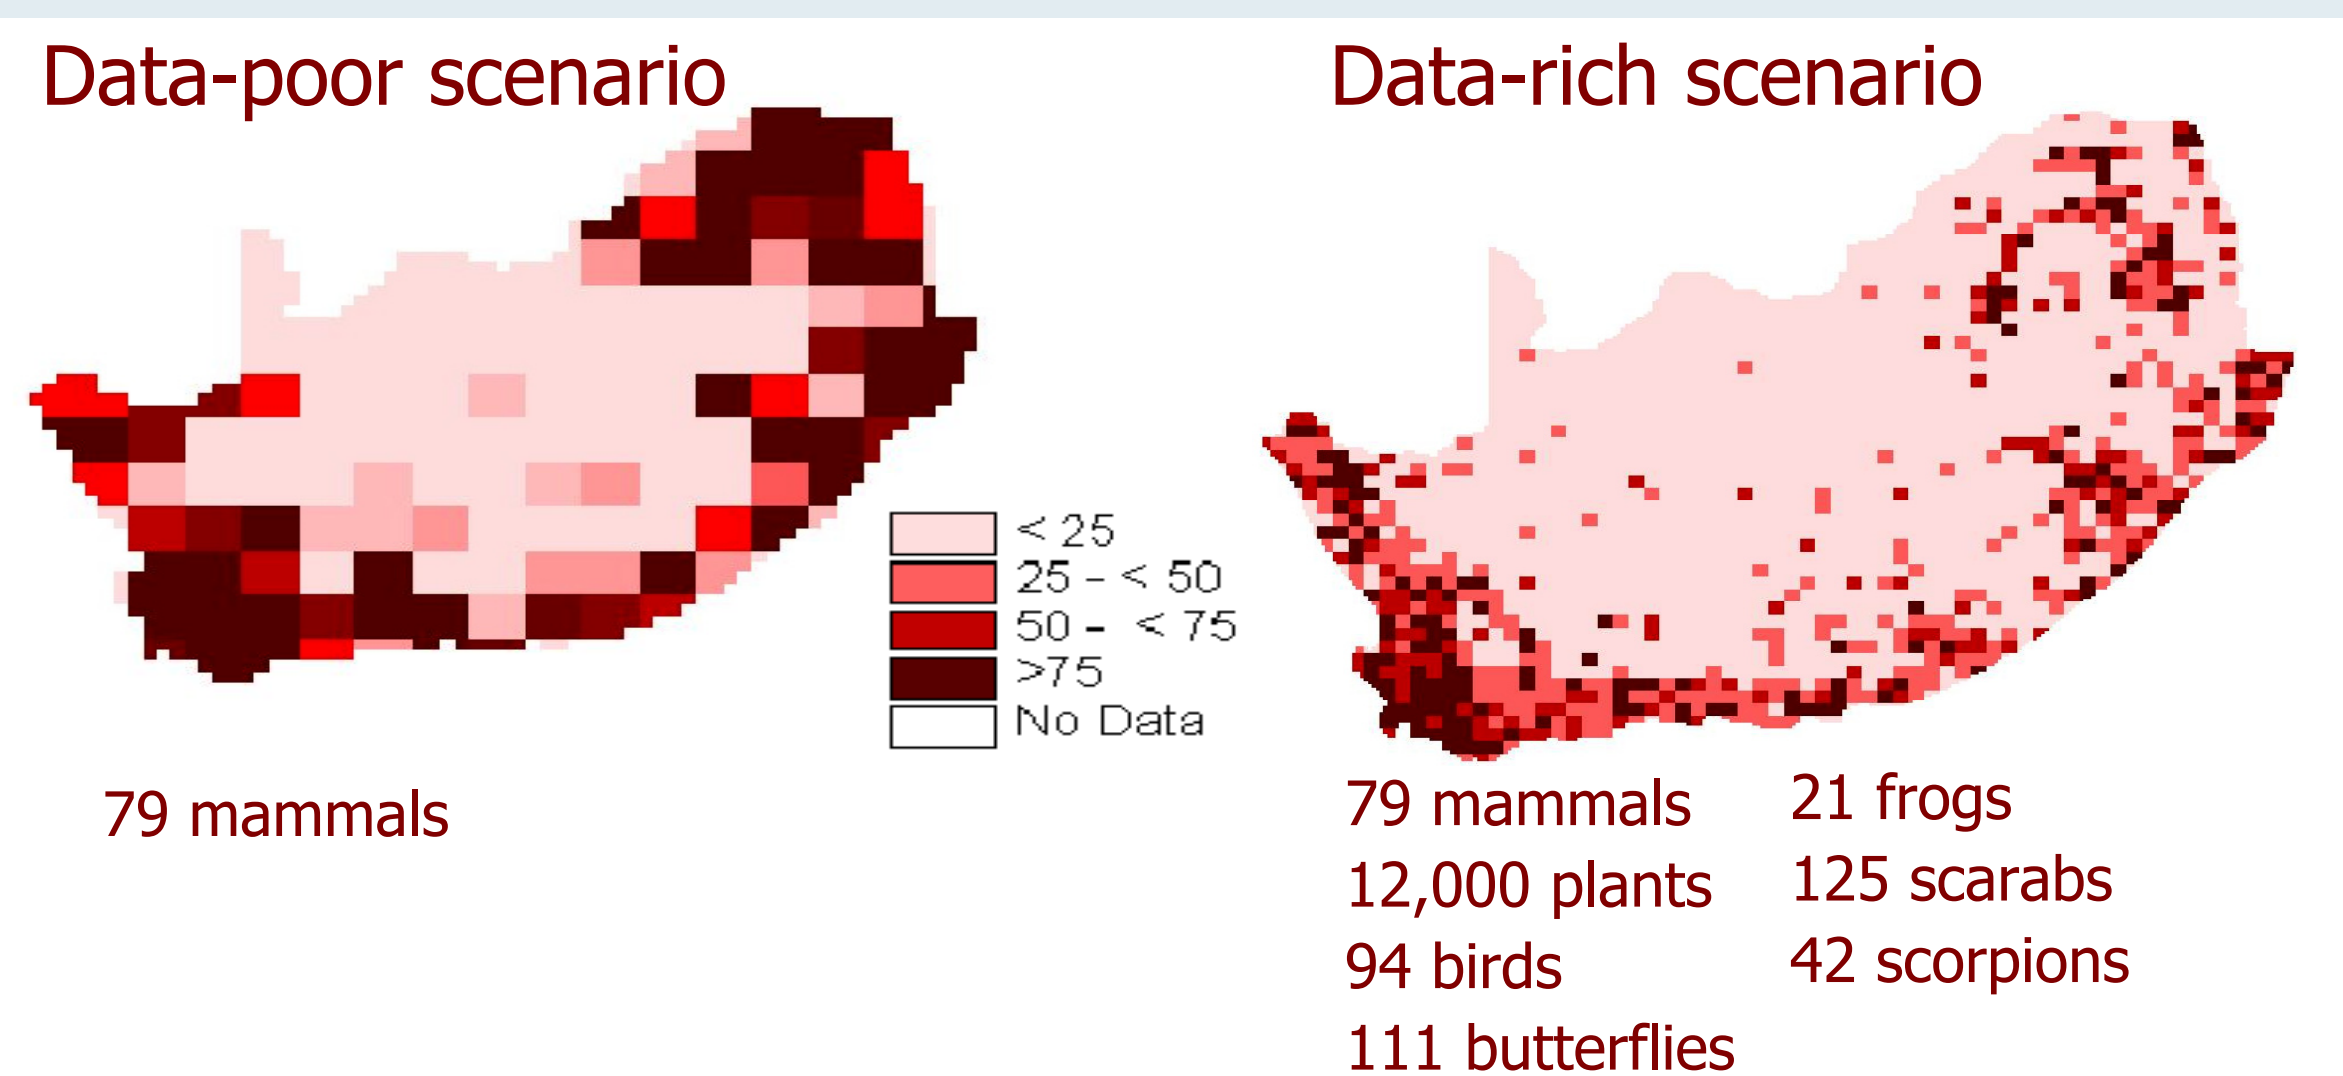 Data-poor scenario
Data-rich scenario
< 25
25 - < 50
50 - < 75
>75
No Data
79 mammals
79 mammals
12,000 plants
94 birds
111 butterflies
21 frogs
125 scarabs
42 scorpions